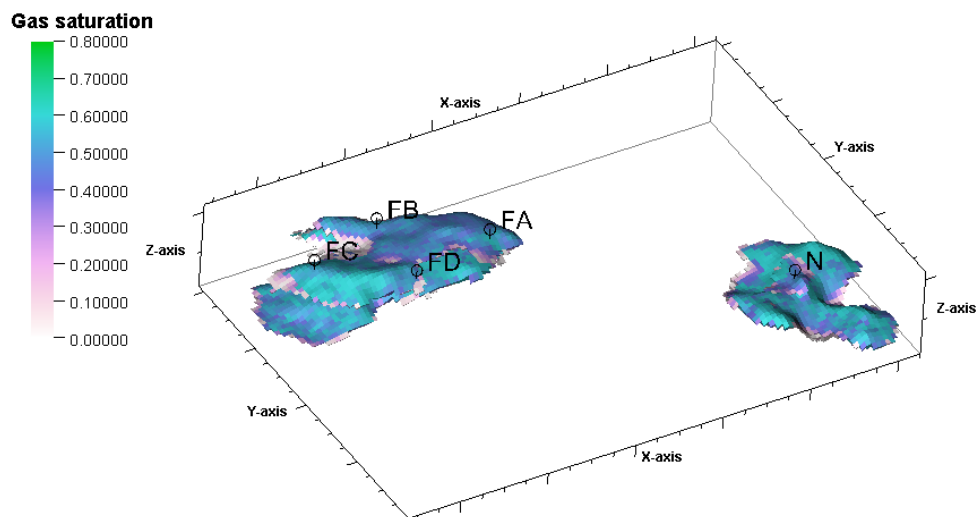 Gas saturation
0.80000
0.70000
0.60000
0.50000
0.40000
0.30000
0.20000
0.10000
0.00000
X-axis
Y-axis
Z-axis
FB
FA
FC
FD
N
Z-axis
Y-axis
X-axis